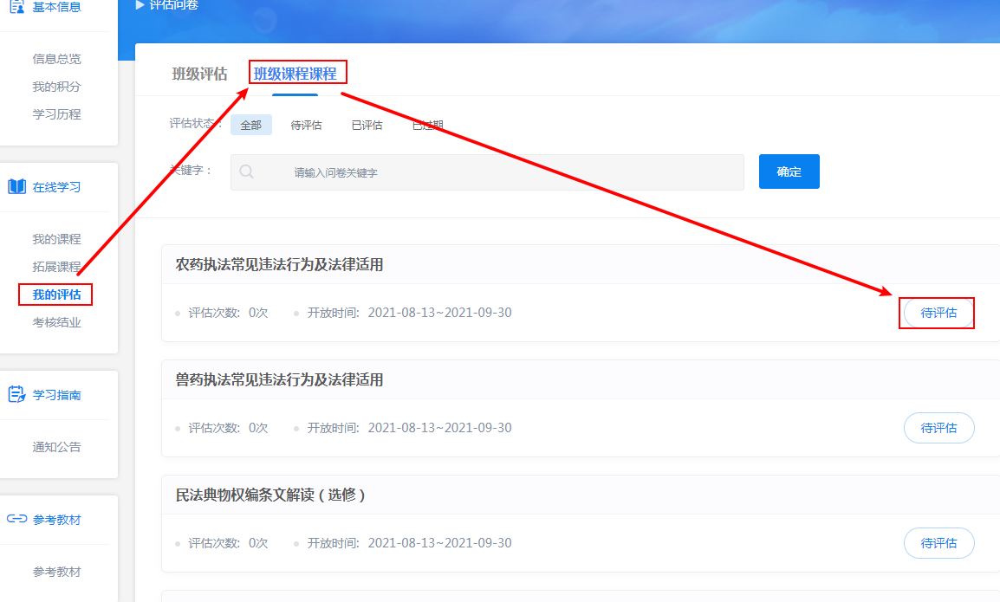 基本信息
信息总览
我的积分
学习历程
在线学习
我的课程
拓展课程
我的评估
考核结业
学习指南
通知公告
参考教材
参考教材
评估问卷
班级评估 班级课程课程
评估状态： 全部 待评估 已评估 已过期
关键字： 请输入问卷关键字 确定
农药执法常见违法行为及法律适用
评估次数: 0次 开放时间: 2021-08-13~2021-09-30 待评估
兽药执法常见违法行为及法律适用
评估次数: 0次 开放时间: 2021-08-13~2021-09-30 待评估
民法典物权编条文解读（选修）
评估次数: 0次 开放时间: 2021-08-13~2021-09-30 待评估